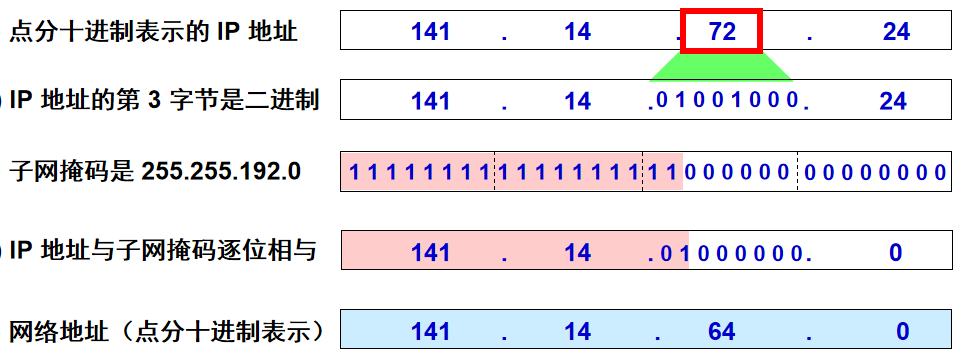 点分十进制表示的 IP 地址 141 . 14 . 72 . 24
) IP 地址的第 3 字节是二进制 141 . 14 .01001000. 24
子网掩码是 255.255.192.0 11111111 11111111 11000000 00000000
) IP 地址与子网掩码逐位相与 141 . 14 .01000000. 0
网络地址（点分十进制表示） 141 . 14 . 64 . 0